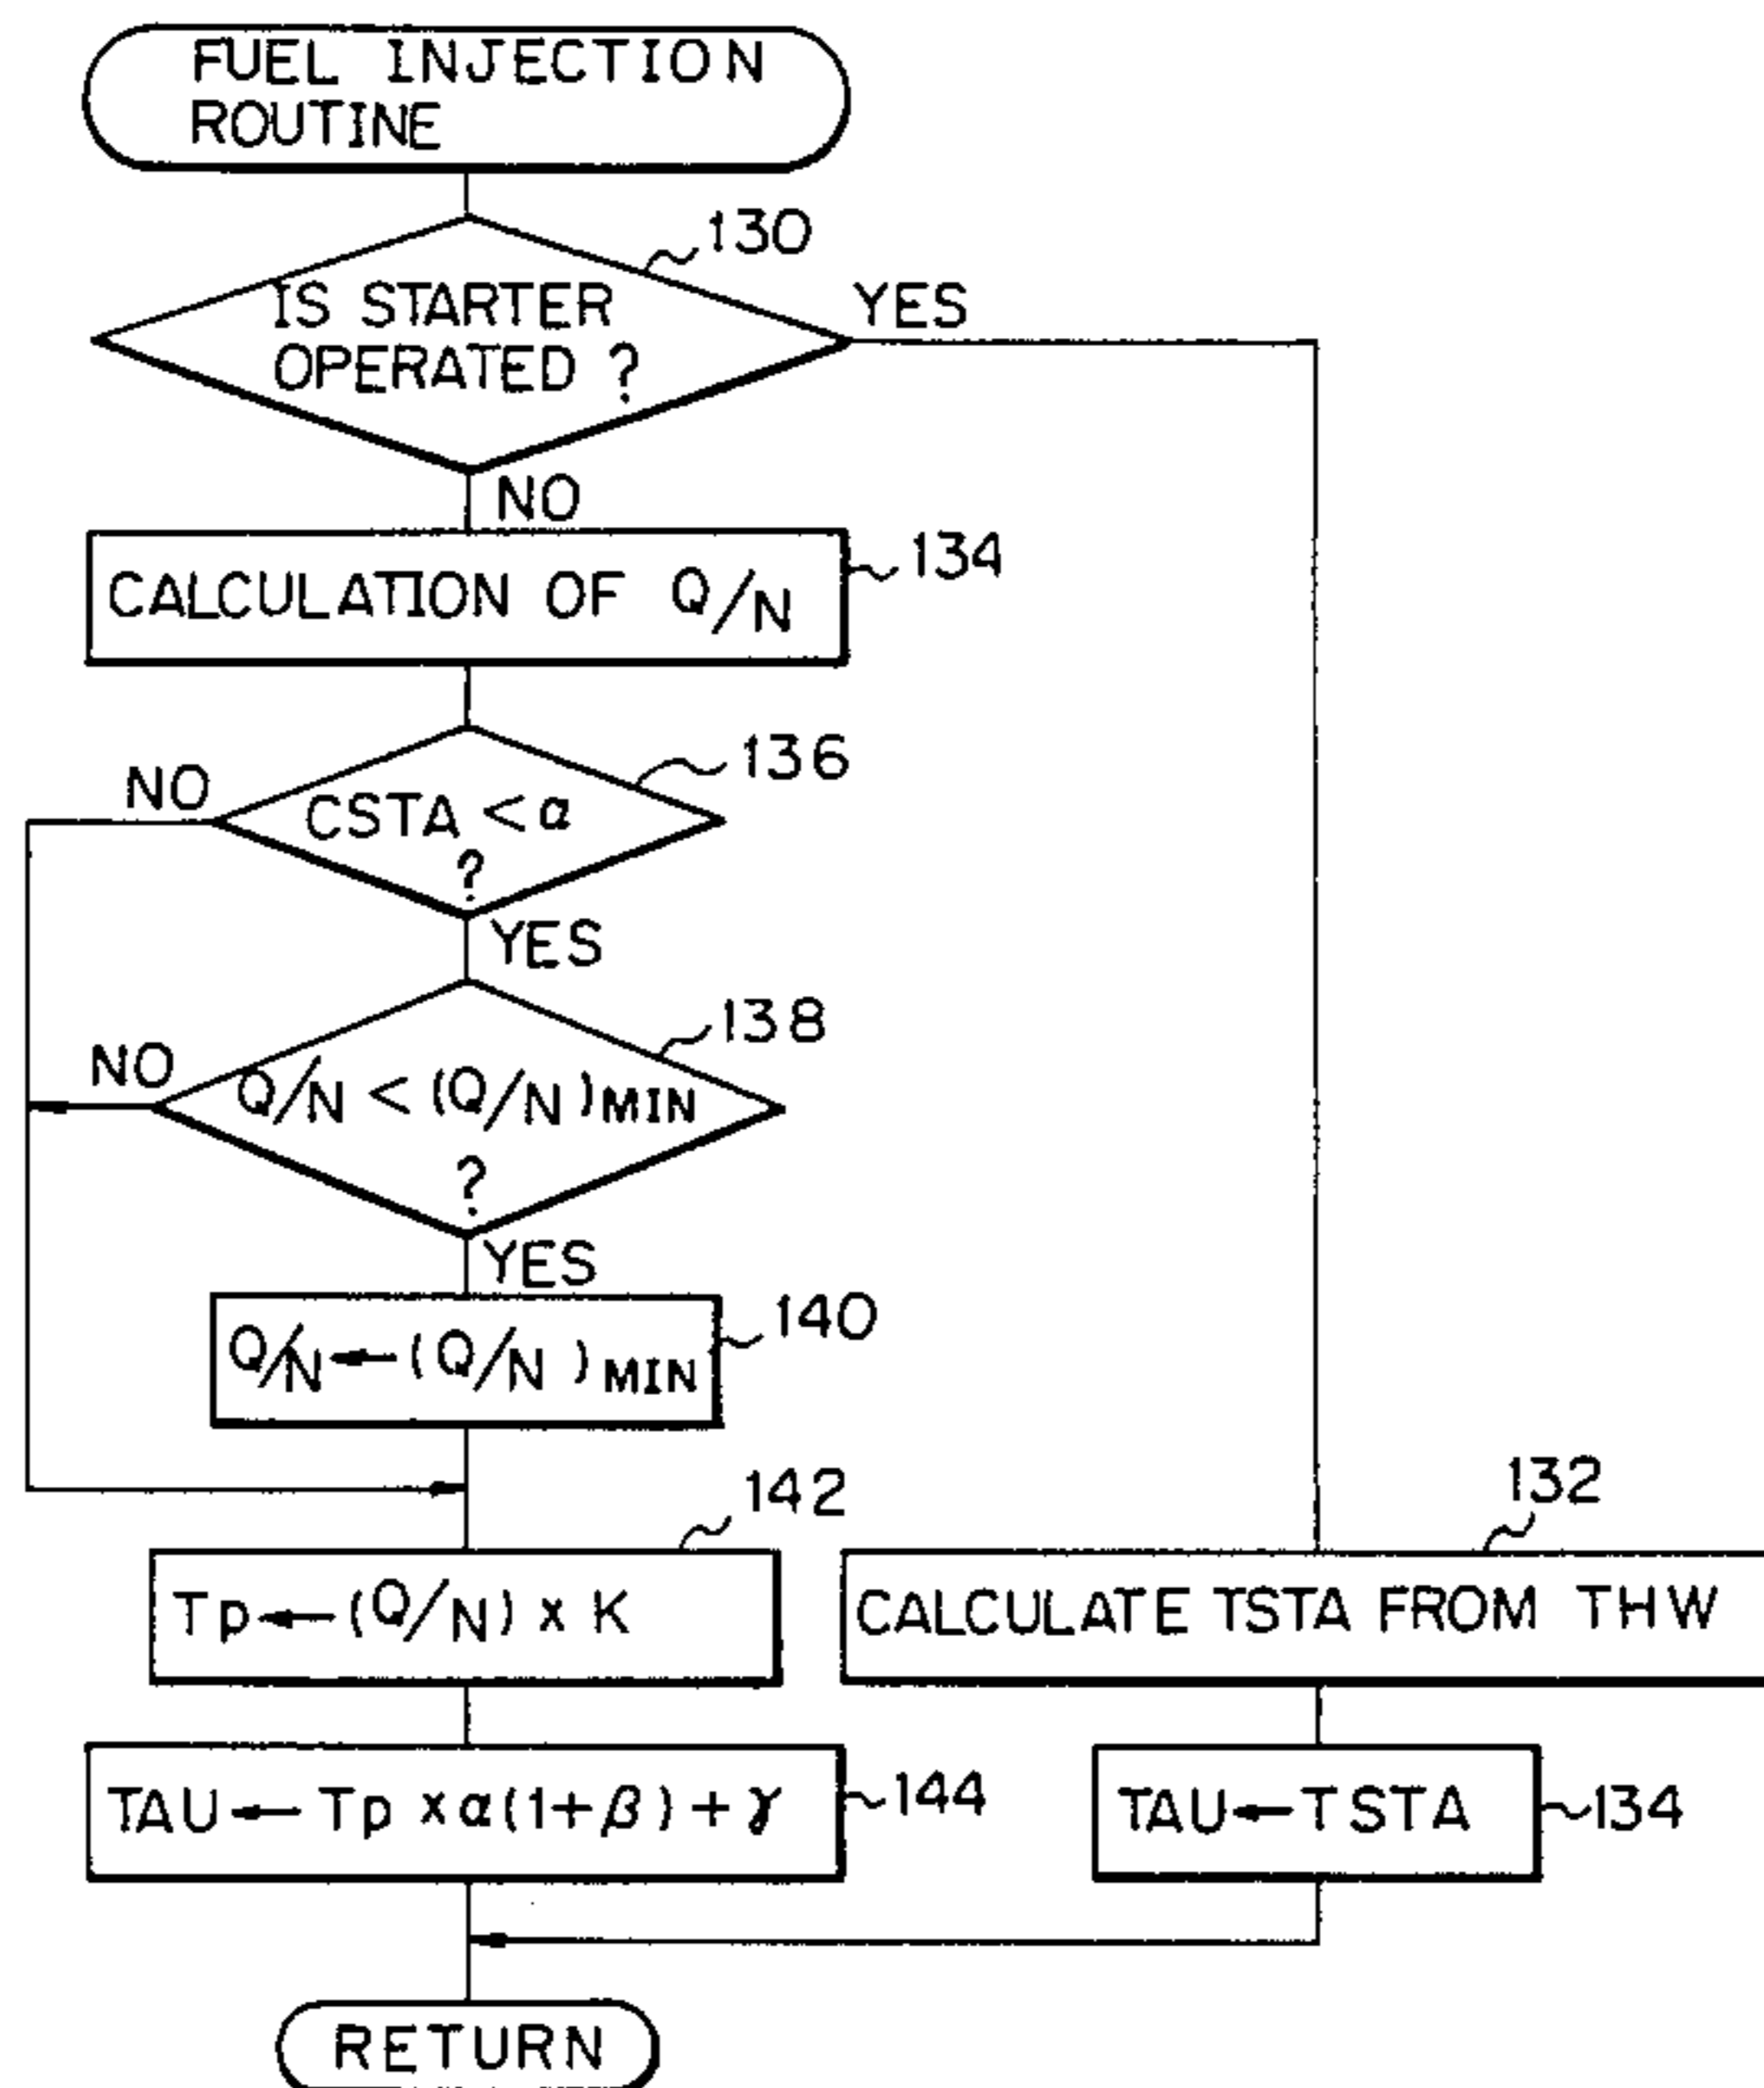 FUEL INJECTION
ROUTINE
130
IS STARTER
OPERATED ?
YES
NO
134
CALCULATION OF Q/N
136
NO
CSTA < α
?
YES
138
NO
Q/N < (Q/N)MIN
?
YES
140
Q/N ← (Q/N)MIN
142
Tp ← (Q/N) x K
132
CALCULATE TSTA FROM THW
144
TAU ← Tp x α(1+β)+γ
TAU ← TSTA
134
RETURN